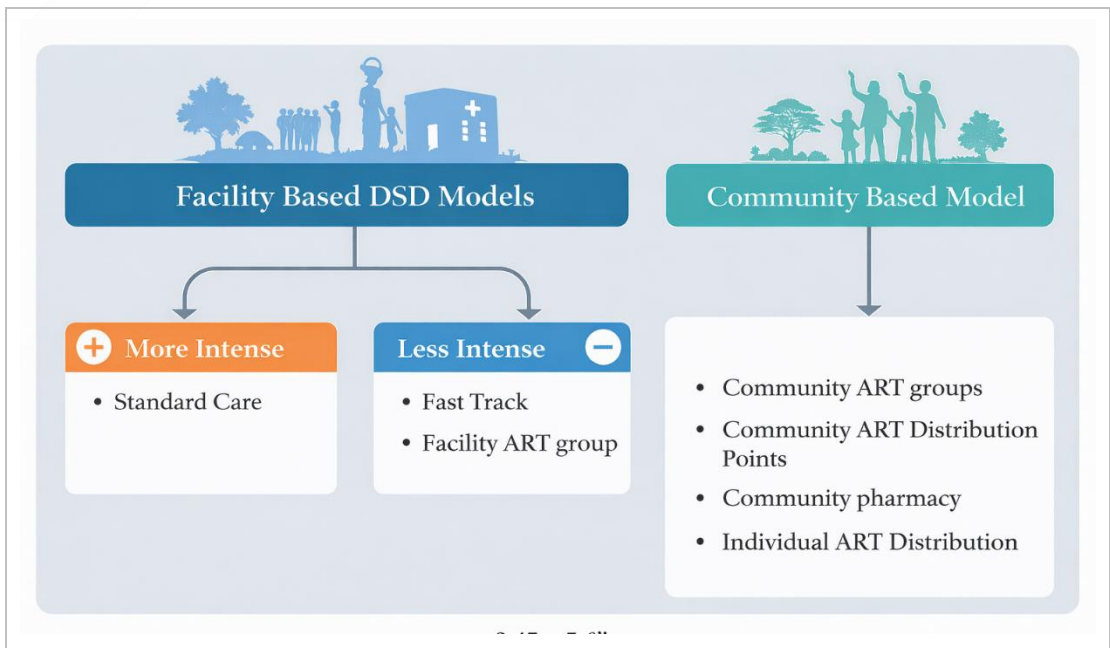 Facility Based DSD Models
Community Based Model
More Intense
Less Intense
• Standard Care
• Fast Track
• Facility ART group
• Community ART groups
• Community ART Distribution
Points
• Community pharmacy
• Individual ART Distribution